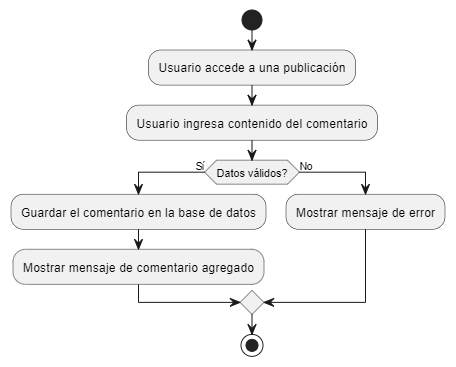 Usuario accede a una publicación
Usuario ingresa contenido del comentario
Sí
Datos válidos?
No
Guardar el comentario en la base de datos
Mostrar mensaje de error
Mostrar mensaje de comentario agregado